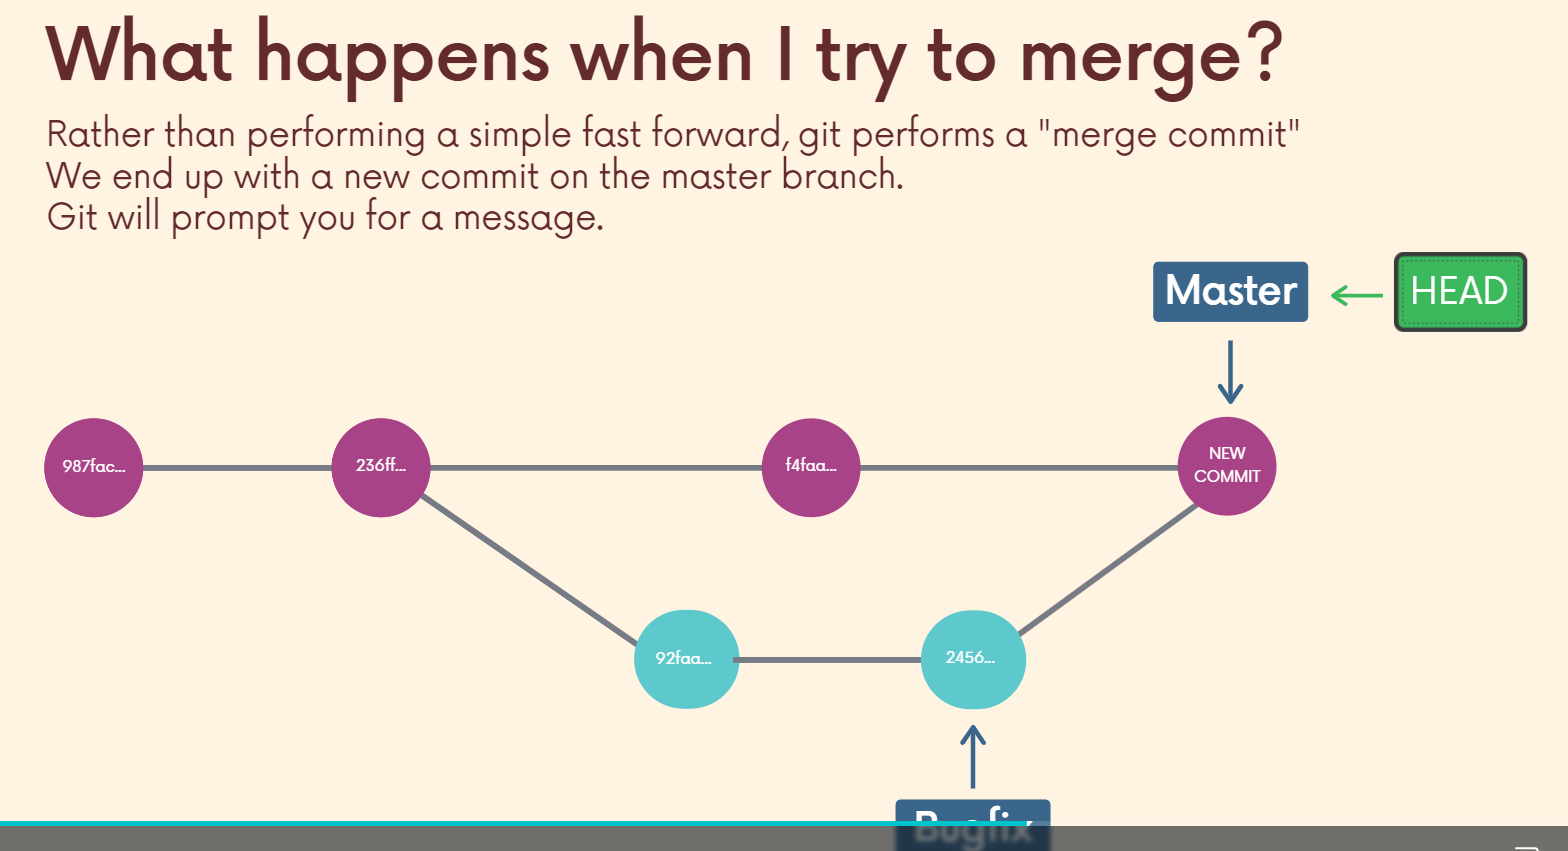 What happens when I try to merge?
Rather than performing a simple fast forward, git performs a "merge commit"
We end up with a new commit on the master branch.
Git will prompt you for a message.
Master
HEAD
987fac...
236ff...
f4faa...
NEW
COMMIT
92faa...
2456...
Bugfix